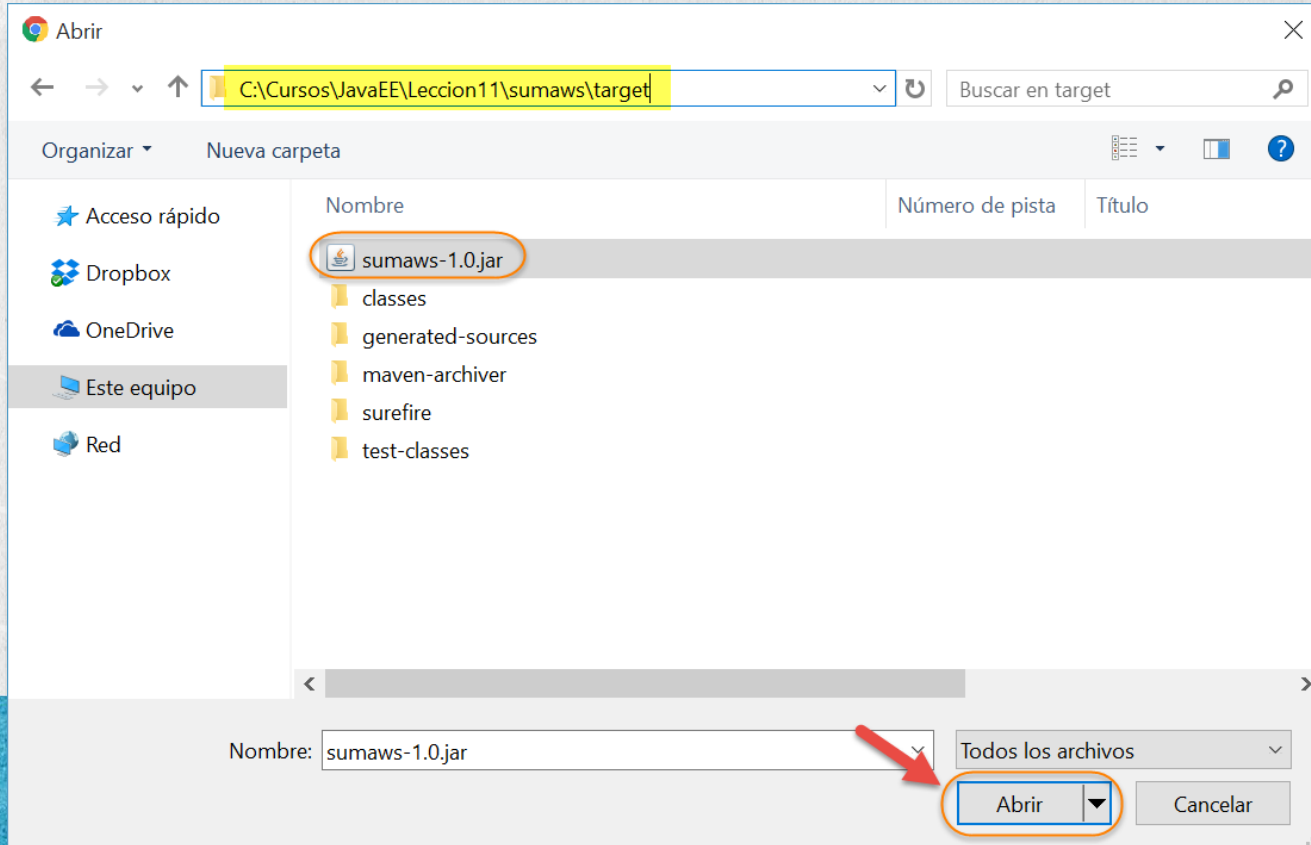 Abrir
C:\Cursos\JavaEE\Leccion11\sumaws\target
Buscar en target
Organizar
Nueva carpeta
?
Acceso rápido
Dropbox
OneDrive
Este equipo
Red
Nombre
Número de pista
Título
sumaws-1.0.jar
classes
generated-sources
maven-archiver
surefire
test-classes
Nombre:
sumaws-1.0.jar
Todos los archivos
Abrir
Cancelar